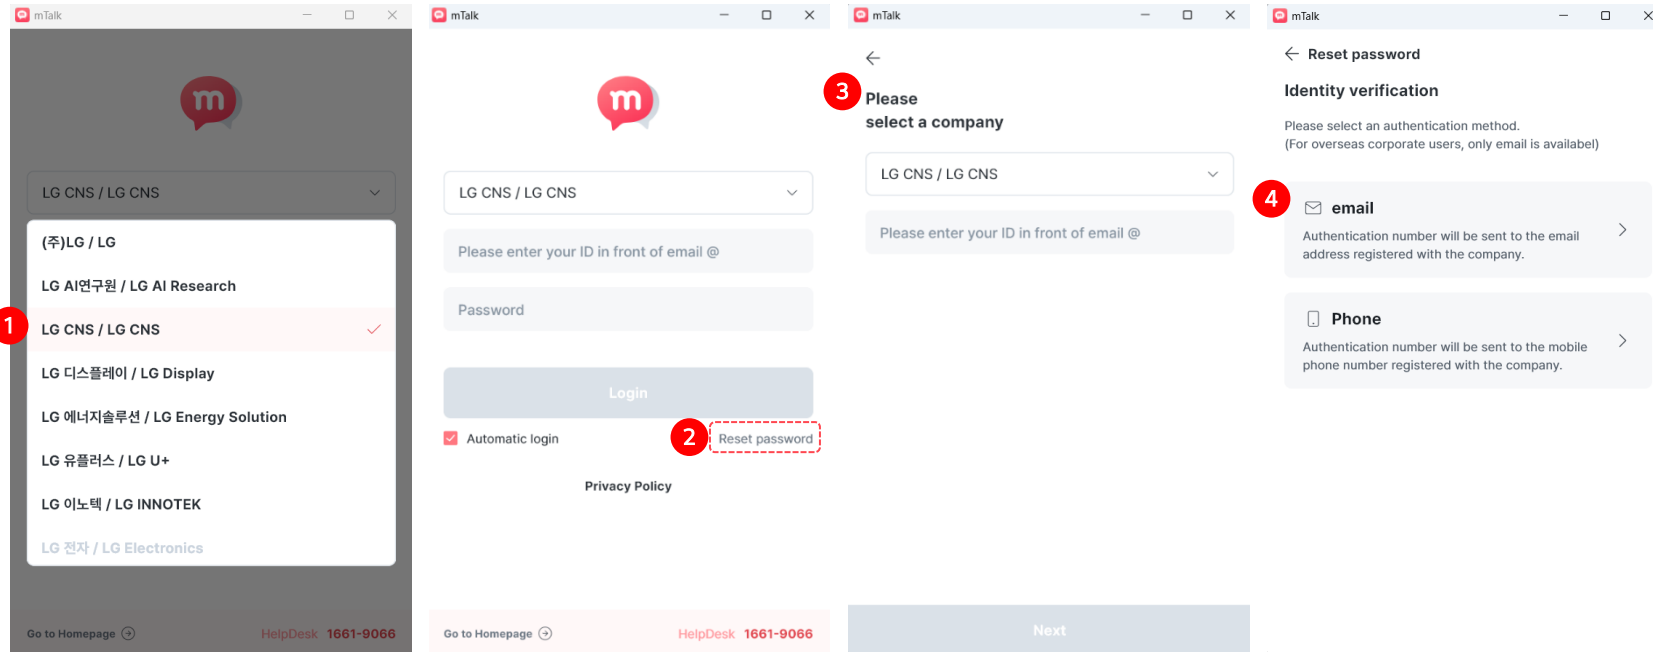 mTalk
LG CNS / LG CNS
(주)LG / LG
LG AI연구원 / LG AI Research
1
LG CNS / LG CNS
LG 디스플레이 / LG Display
LG 에너지솔루션 / LG Energy Solution
LG 유플러스 / LG U+
LG 이노텍 / LG INNOTEK
LG 전자 / LG Electronics
Go to Homepage
HelpDesk 1661-9066
mTalk
m
LG CNS / LG CNS
Please enter your ID in front of email @
Password
Login
Automatic login
2
Reset password
Privacy Policy
Go to Homepage
HelpDesk 1661-9066
mTalk
3
Please
select a company
LG CNS / LG CNS
Please enter your ID in front of email @
Next
mTalk
Reset password
Identity verification
Please select an authentication method.
(For overseas corporate users, only email is availabel)
4
email
Authentication number will be sent to the email
address registered with the company.
Phone
Authentication number will be sent to the mobile
phone number registered with the company.